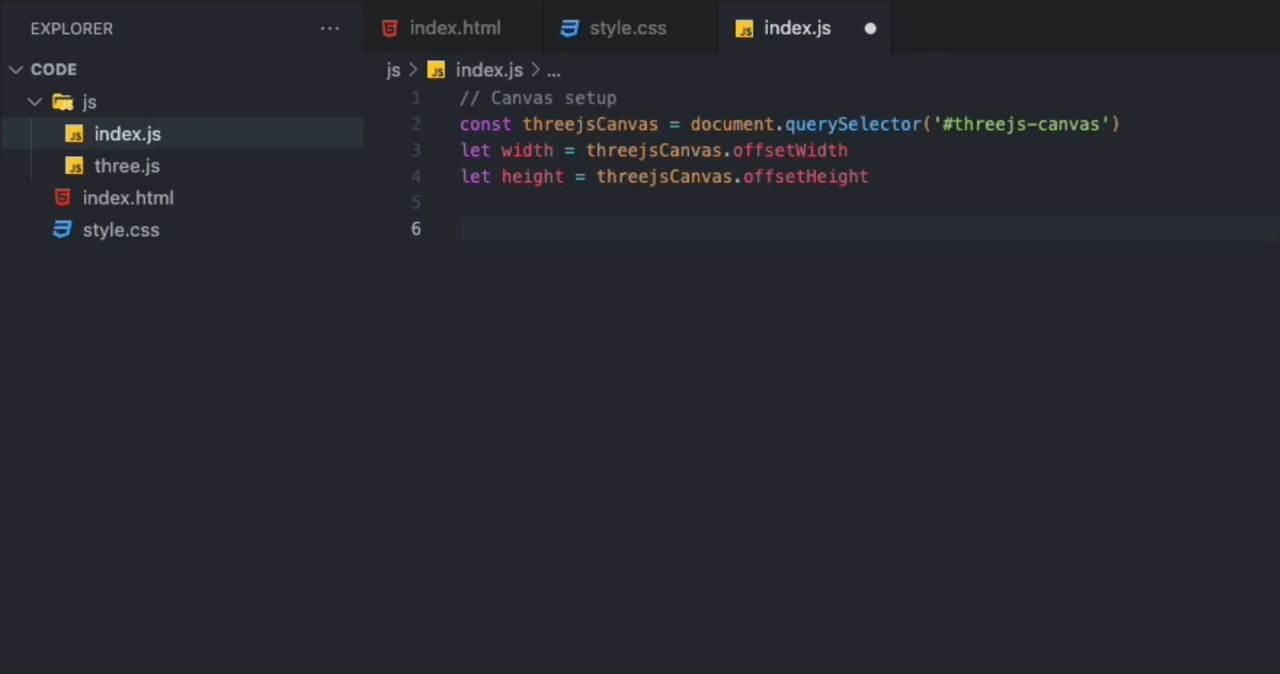 EXPLORER ...
index.html
style.css
index.js
CODE
js
index.js
three.js
index.html
style.css
js > index.js > ...
1 // Canvas setup
2 const threejsCanvas = document.querySelector('#threejs-canvas')
3 let width = threejsCanvas.offsetWidth
4 let height = threejsCanvas.offsetHeight
5
6